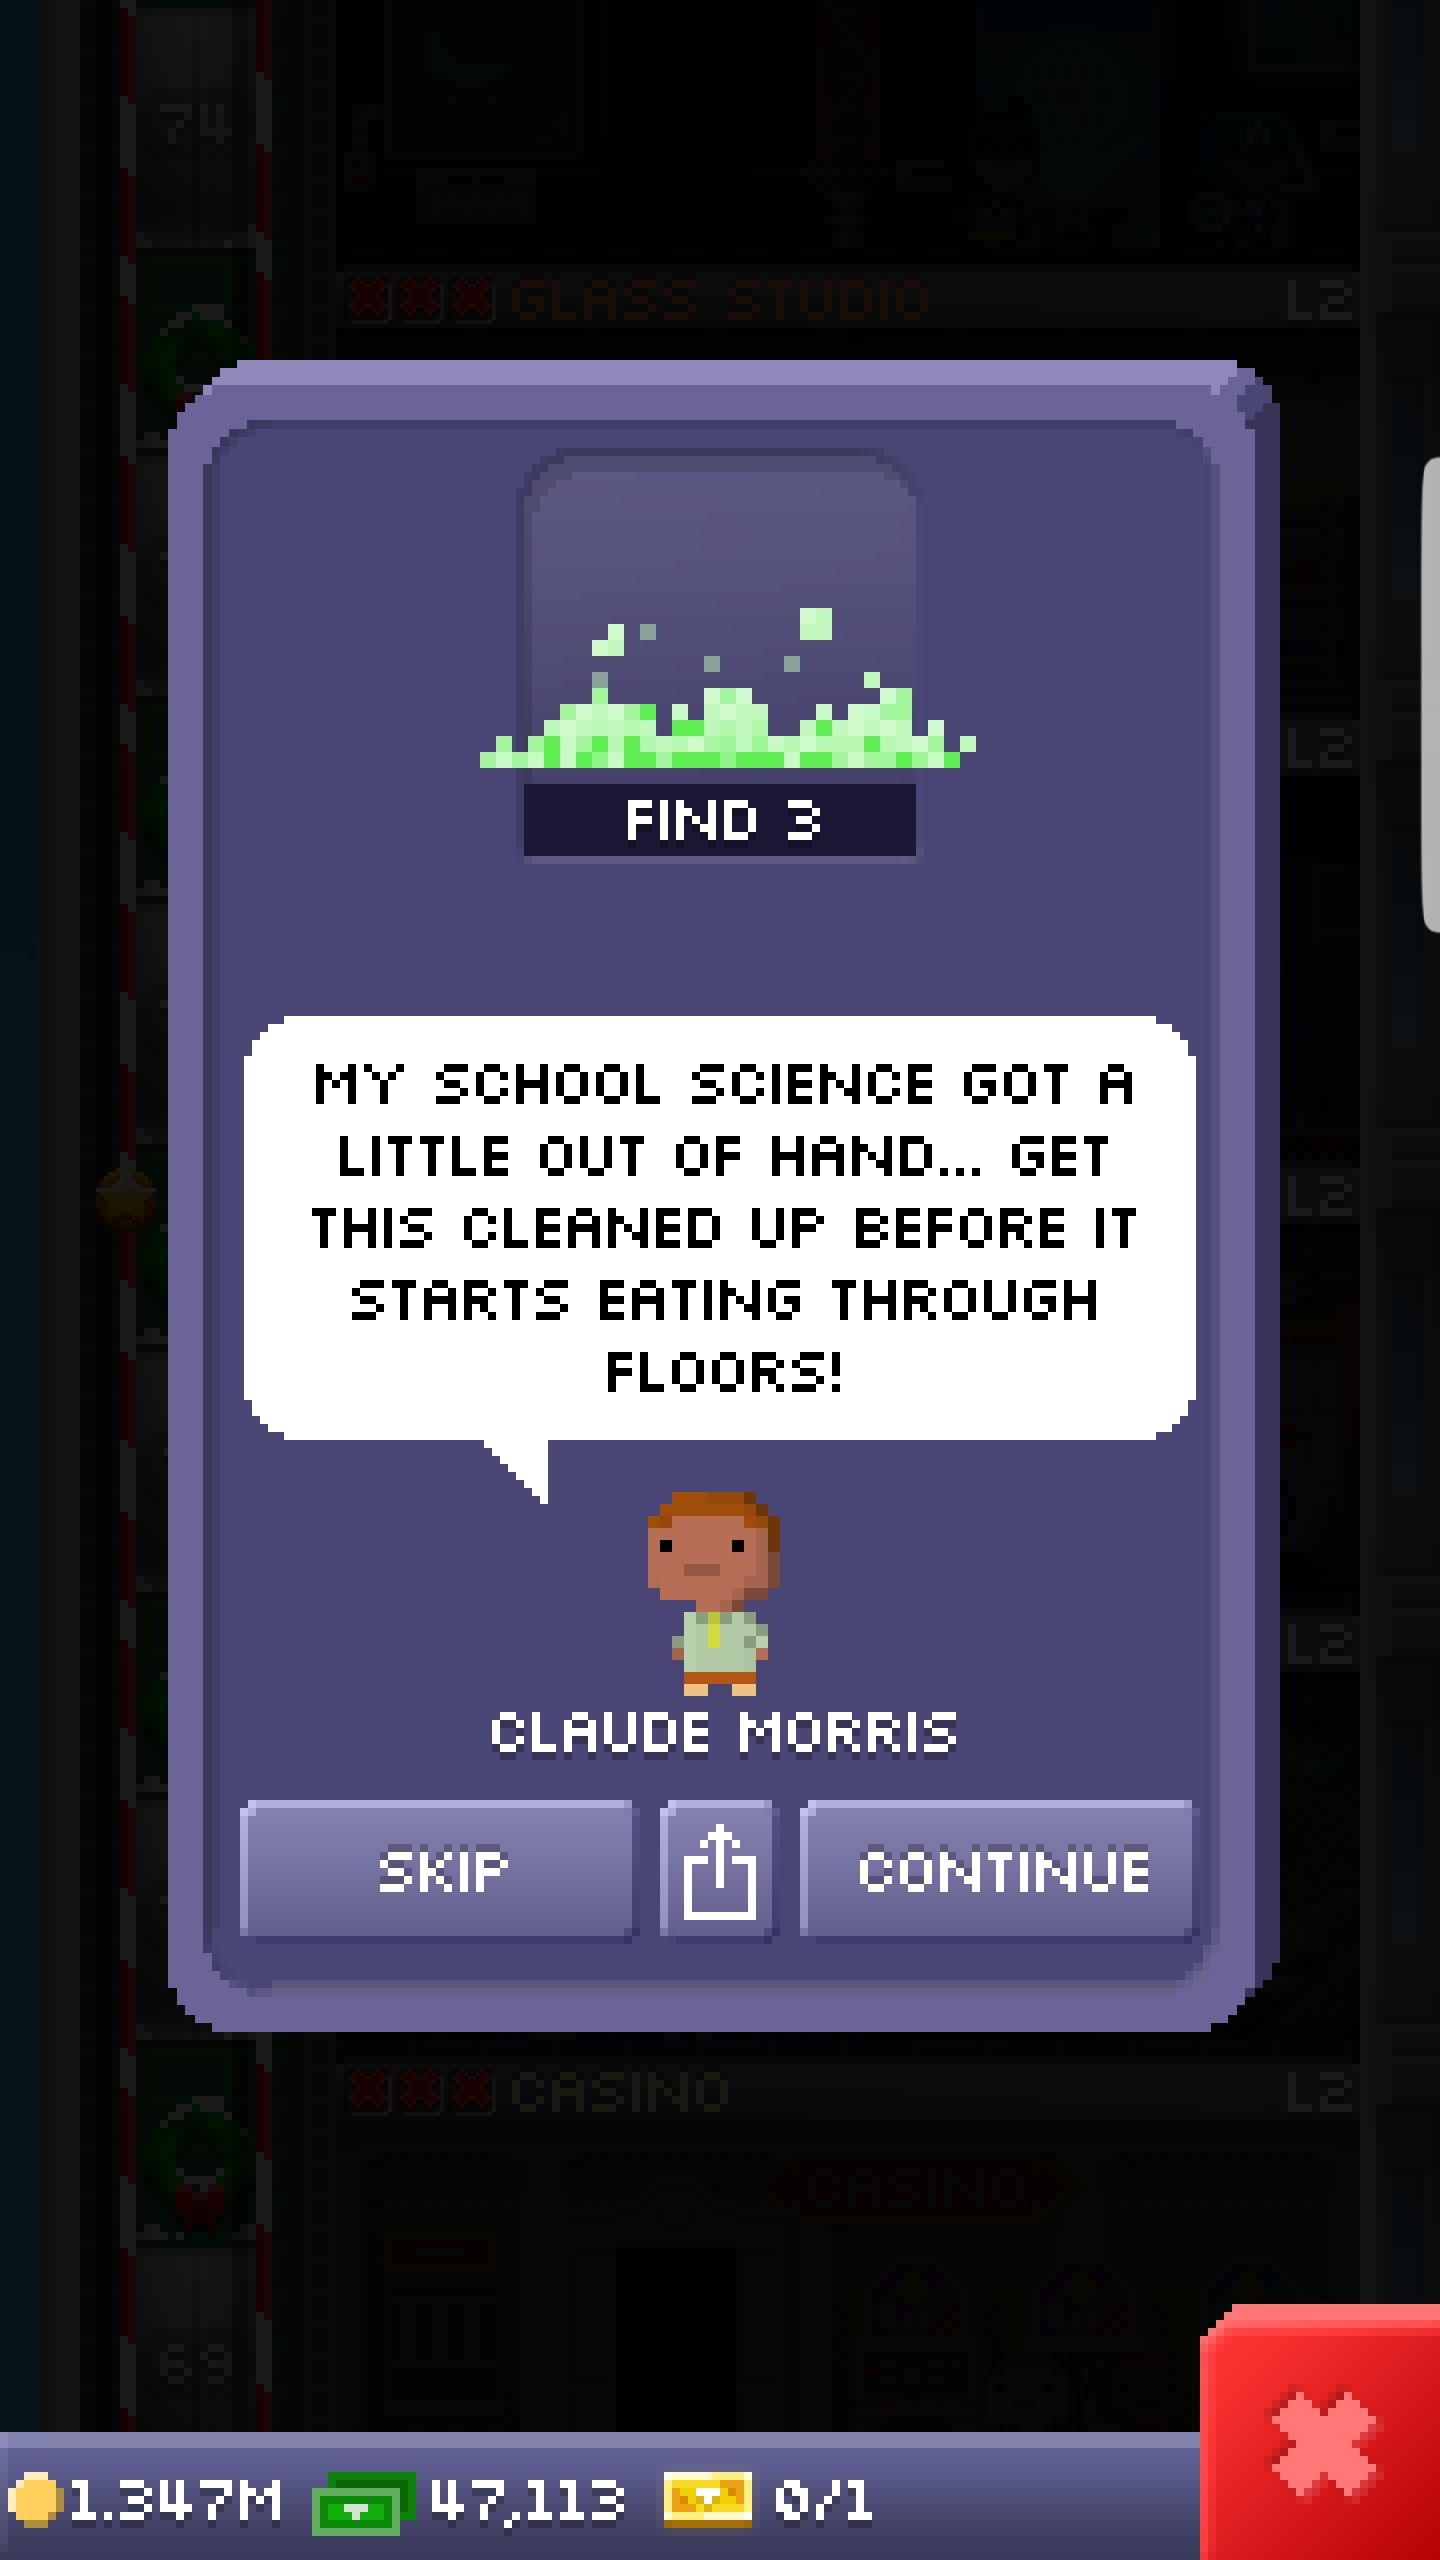 74
GLASS STUDIO L2
FIND 3
L2
MY SCHOOL SCIENCE GOT A
LITTLE OUT OF HAND... GET
THIS CLEANED UP BEFORE IT
STARTS EATING THROUGH
FLOORS!
L2
L2
CLAUDE MORRIS
SKIP
CONTINUE
CASINO L2
CASINO
69
1.347M 47,113 0/1